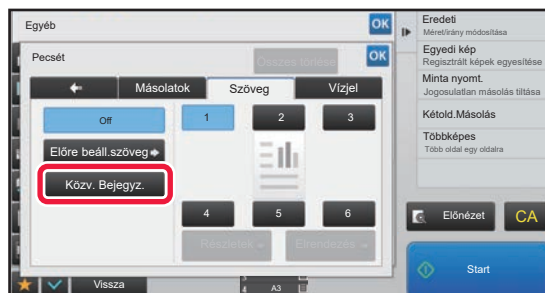 Egyéb
OK
Pecsét
Összes törlése
OK
Másolatok
Szöveg
Vízjel
Off
1
2
3
Előre beáll.szöveg
Közv. Bejegyz.
4
5
6
Részletek
Elrendezés
Vissza
A3
Eredeti
Méret/irány módosítása
Egyedi kép
Regisztrált képek egyesítése
Minta nyomt.
Jogosulatlan másolás tiltása
Kétold.Másolás
Többképes
Több oldal egy oldalra
Előnézet
CA
Start